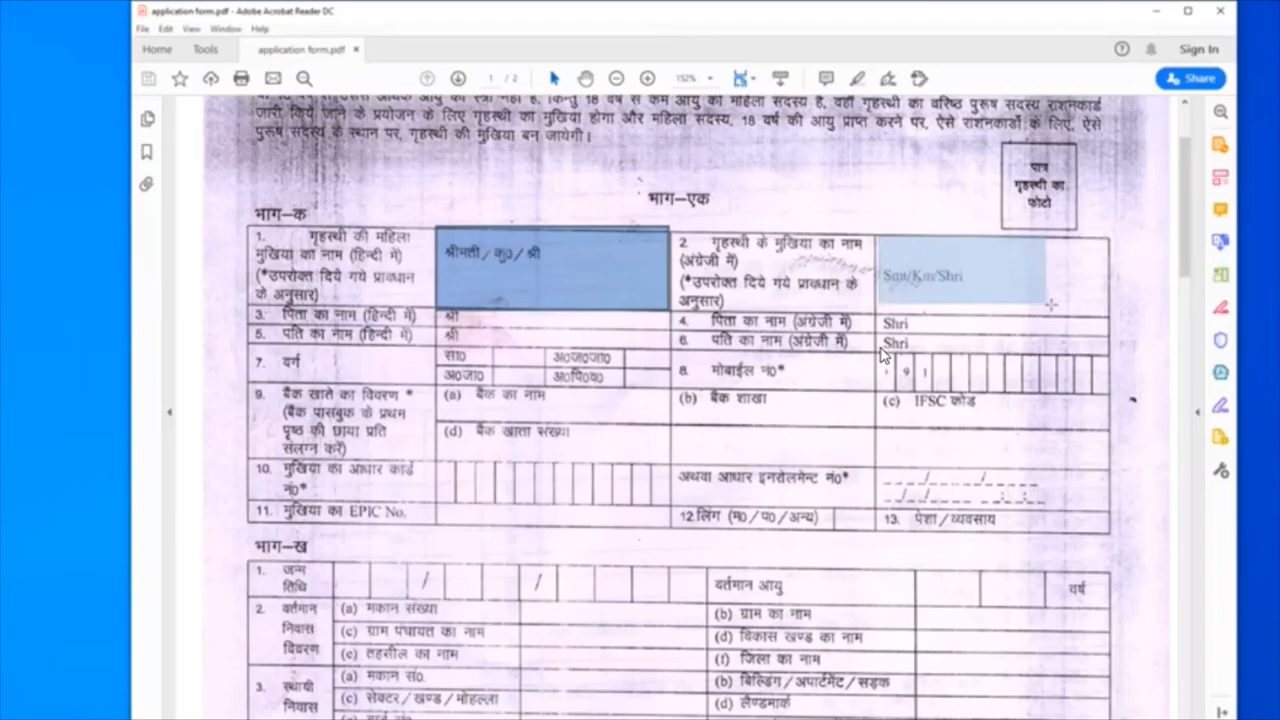 application form.pdf - Adobe Acrobat Reader DC
File Edit View Window Help
Home Tools application form.pdf × Sign In
1 / 2 152% Share
जारी किये जाने के प्रयोजन के लिए गृहस्थी का मुखिया होगा और महिला सदस्य, 18 वर्ष की आयु प्राप्त करने पर, ऐसे राशनकार्डो के लिए, ऐसे
पुरूष सदस्य के स्थान पर, गृहस्थी की मुखिया बन जायेगी।
पात्र
गृहस्थी का
फोटो
भाग–एक
भाग–क
1. गृहस्थी की महिला
मुखिया का नाम (हिन्दी में)
(*उपरोक्त दिये गये प्रावधान
के अनुसार)
श्रीमती / कु0 / श्री
2. गृहस्थी के मुखिया का नाम
(अंग्रेजी में)
(*उपरोक्त दिये गये प्रावधान के
अनुसार)
Smt/Km/Shri
3. पिता का नाम (हिन्दी में) श्री 4. पिता का नाम (अंग्रेजी में) Shri
5. पति का नाम (हिन्दी में) श्री 6. पति का नाम (अंग्रेजी में) Shri
7. वर्ग सा0 अ0ज0जा0
अ0जा0 अ0पि0व0
8. मोबाईल नं0* 9 1
9. बैंक खाते का विवरण *
(बैंक पासबुक के प्रथम
पृष्ठ की छाया प्रति
संलग्न करें)
(a) बैंक का नाम (b) बैंक शाखा (c) IFSC कोड
(d) बैंक खाता संख्या
10. मुखिया का आधार कार्ड
नं0*
अथवा आधार इनरोलमेन्ट नं0*
11. मुखिया का EPIC No. 12.लिंग (म0/प0/अन्य) 13. पेशा/व्यवसाय
भाग–ख
1. जन्म
तिथि
/ / वर्तमान आयु वर्ष
2. वर्तमान
निवास
विवरण
(a) मकान संख्या (b) ग्राम का नाम
(c) ग्राम पंचायत का नाम (d) विकास खण्ड का नाम
(e) तहसील का नाम (f) जिला का नाम
3. स्थायी
निवास
(a) मकान सं0 (b) बिल्डिंग/अपार्टमेंट/सड़क
(c) सेक्टर/खण्ड/मोहल्ला (d) लैण्डमार्क